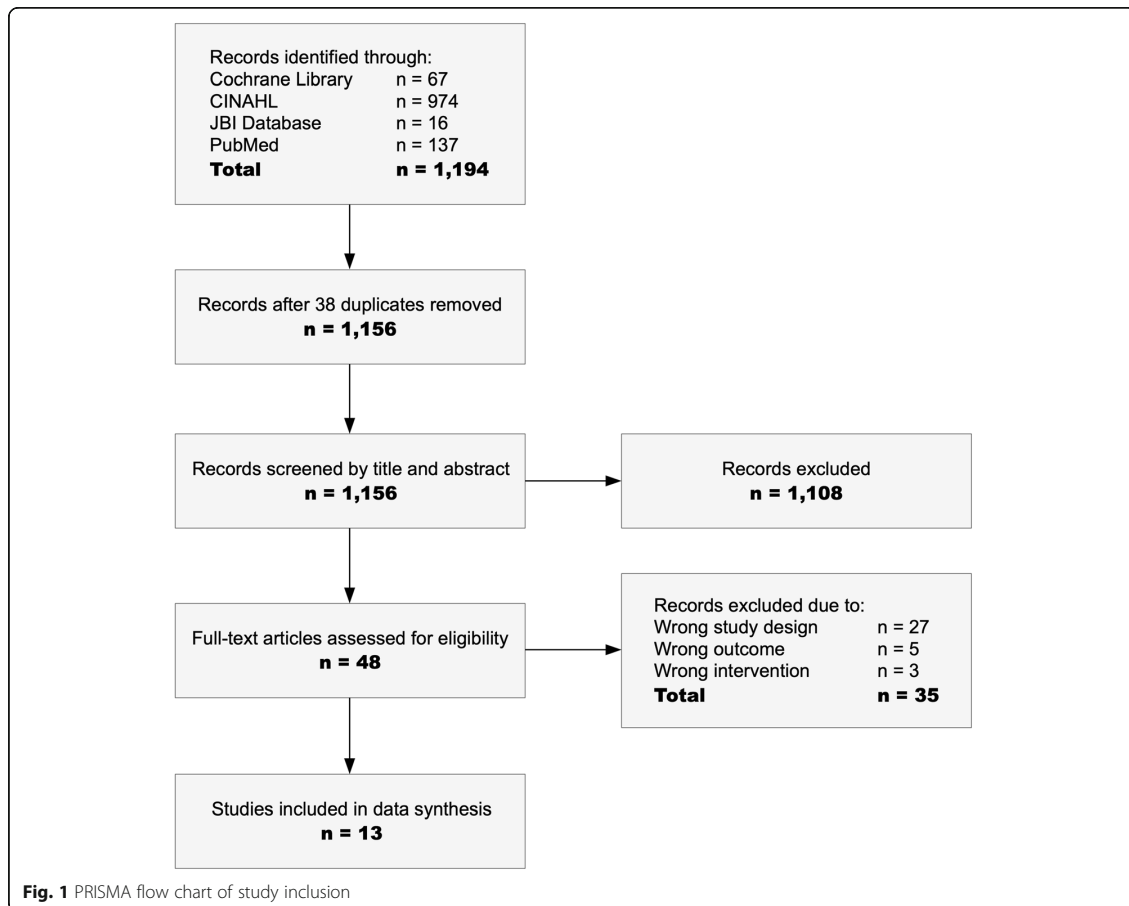 Records identified through:
Cochrane Library n = 67
CINAHL n = 974
JBI Database n = 16
PubMed n = 137
Total n = 1,194
Records after 38 duplicates removed
n = 1,156
Records screened by title and abstract
n = 1,156
Records excluded
n = 1,108
Full-text articles assessed for eligibility
n = 48
Records excluded due to:
Wrong study design n = 27
Wrong outcome n = 5
Wrong intervention n = 3
Total n = 35
Studies included in data synthesis
n = 13
Fig. 1 PRISMA flow chart of study inclusion